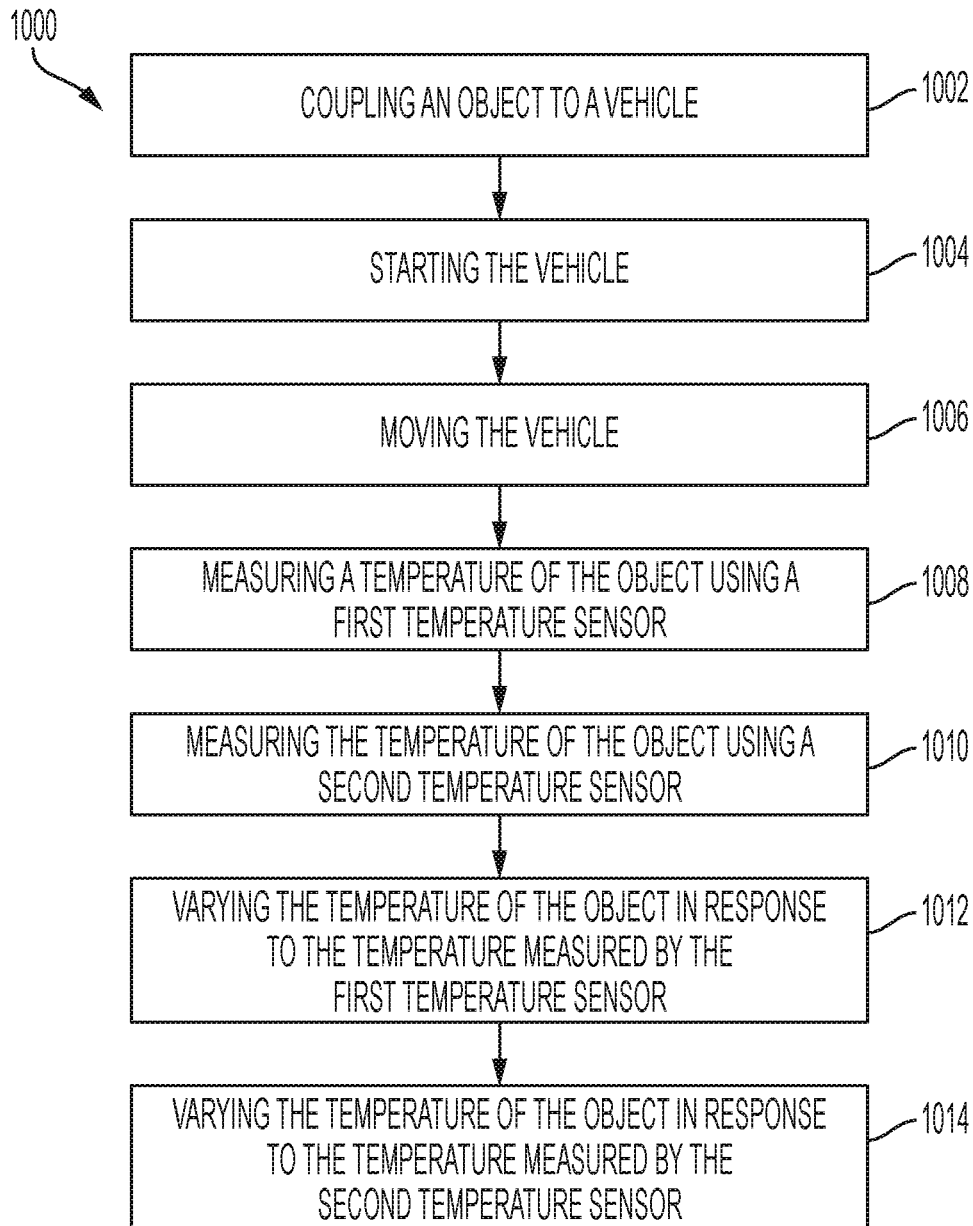 1000
COUPLING AN OBJECT TO A VEHICLE
1002
STARTING THE VEHICLE
1004
MOVING THE VEHICLE
1006
MEASURING A TEMPERATURE OF THE OBJECT USING A
FIRST TEMPERATURE SENSOR
1008
MEASURING THE TEMPERATURE OF THE OBJECT USING A
SECOND TEMPERATURE SENSOR
1010
VARYING THE TEMPERATURE OF THE OBJECT IN RESPONSE
TO THE TEMPERATURE MEASURED BY THE
FIRST TEMPERATURE SENSOR
1012
VARYING THE TEMPERATURE OF THE OBJECT IN RESPONSE
TO THE TEMPERATURE MEASURED BY THE
SECOND TEMPERATURE SENSOR
1014